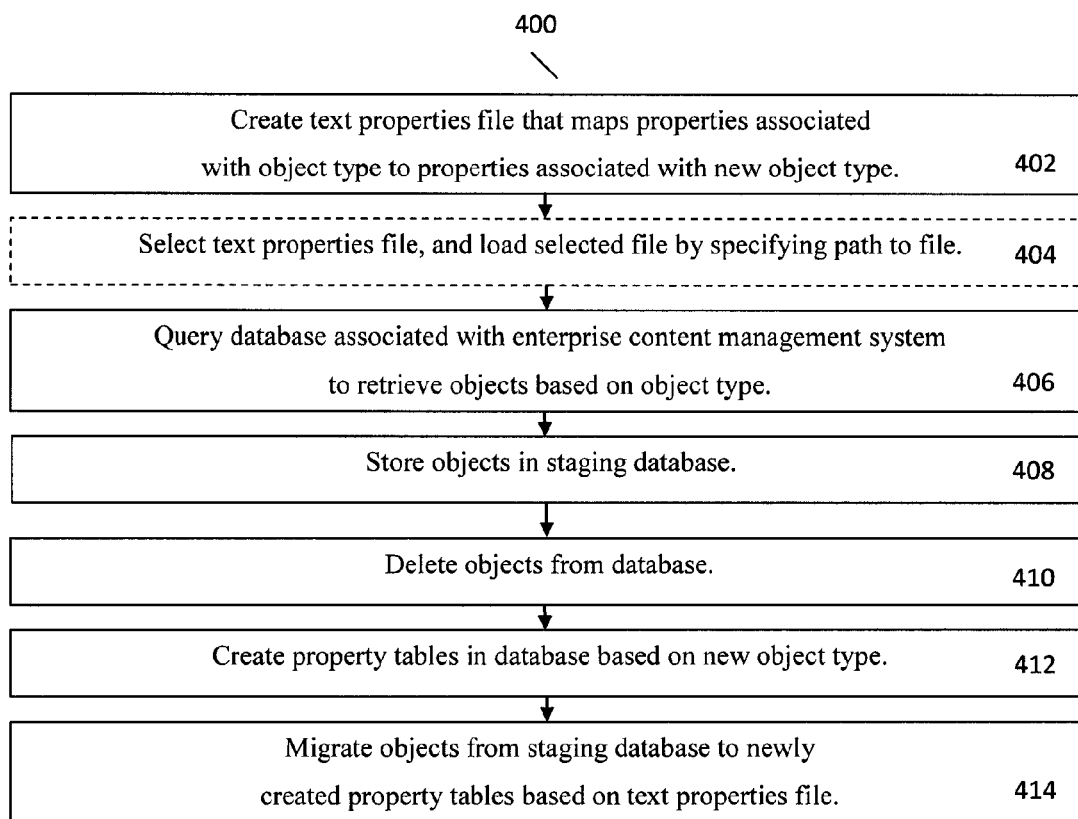 400
Create text properties file that maps properties associated
with object type to properties associated with new object type.
402
Select text properties file, and load selected file by specifying path to file.
404
Query database associated with enterprise content management system
to retrieve objects based on object type.
406
Store objects in staging database.
408
Delete objects from database.
410
Create property tables in database based on new object type.
412
Migrate objects from staging database to newly
created property tables based on text properties file.
414